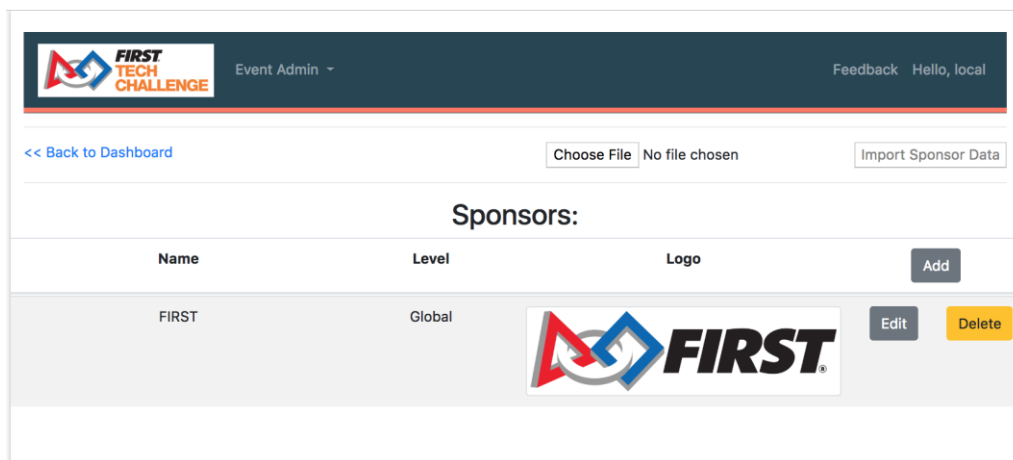 FIRST
TECH
CHALLENGE
Event Admin
Feedback Hello, local
<< Back to Dashboard
Choose File No file chosen
Import Sponsor Data
Sponsors:
Name Level Logo Add
FIRST Global FIRST® Edit Delete